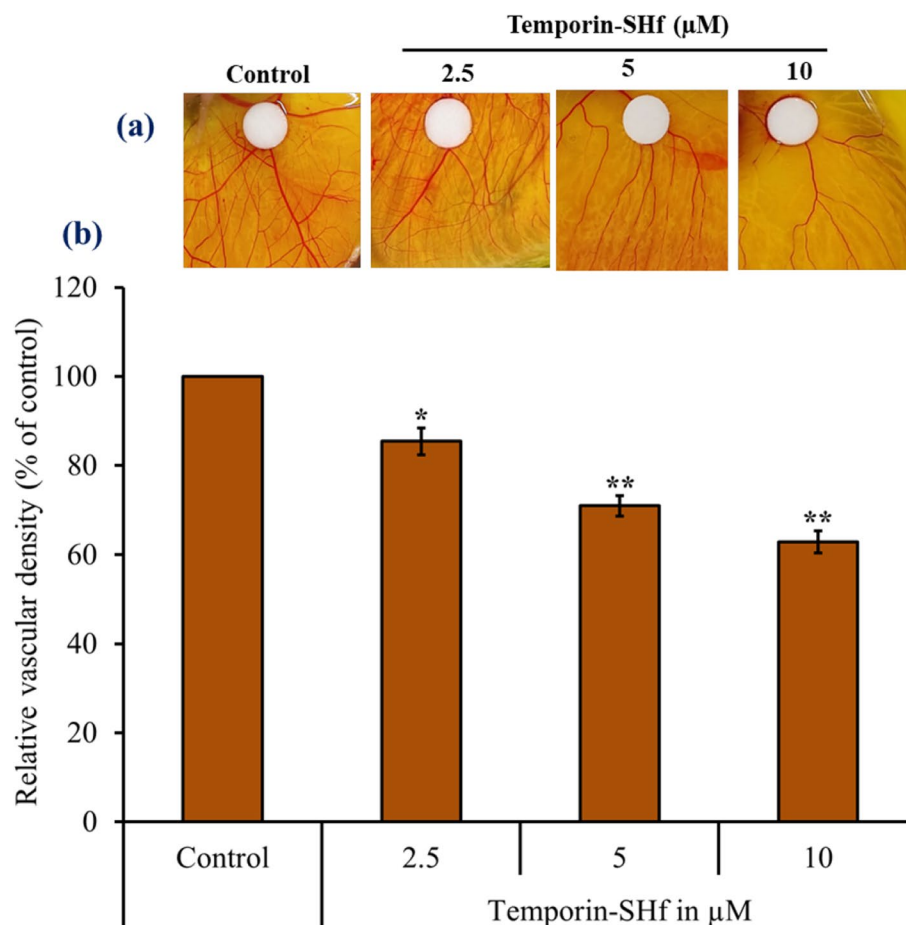 Temporin-SHf (µM)
Control 2.5 5 10
(a)
(b)
Relative vascular density (% of control)
120
100
80
60
40
20
0
*
**
**
Control 2.5 5 10
Temporin-SHf in µM